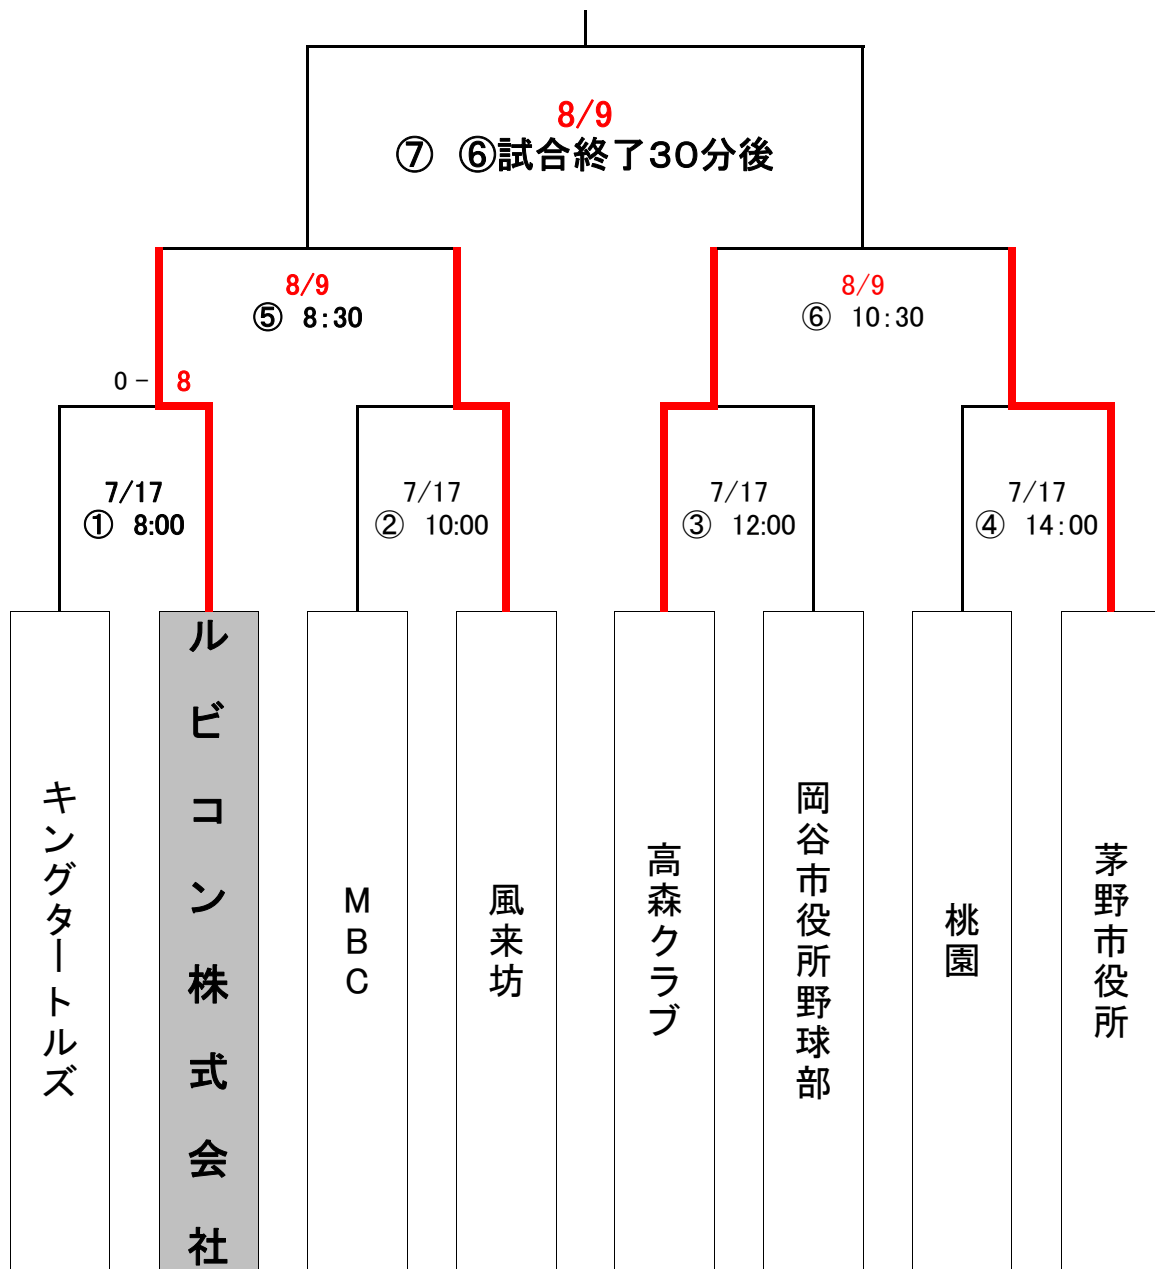 8/9
⑦ ⑥試合終了30分後
8/9
⑤ 8:30
8/9
⑥ 10:30
0－ 8
7/17
① 8:00
7/17
② 10:00
7/17
③ 12:00
7/17
④ 14:00
キングタートルズ
ルビコン株式会社
MBC
風来坊
高森クラブ
岡谷市役所野球部
桃園
茅野市役所